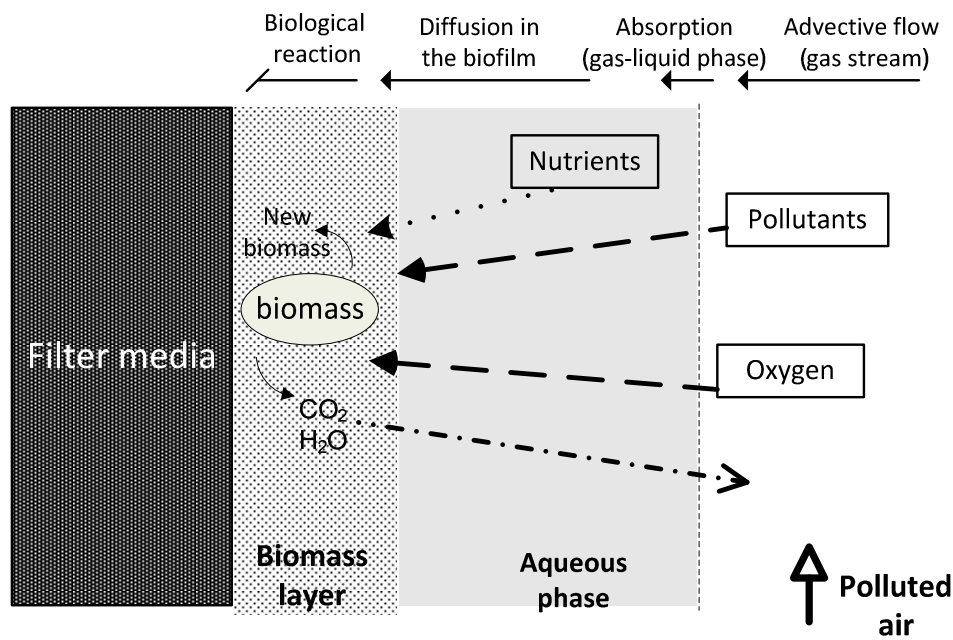 Biological
reaction
Diffusion in
the biofilm
Absorption
(gas-liquid phase)
Advective flow
(gas stream)
Nutrients
Pollutants
New
biomass
biomass
Filter media
Oxygen
CO₂
H₂O
Biomass
layer
Aqueous
phase
Polluted
air